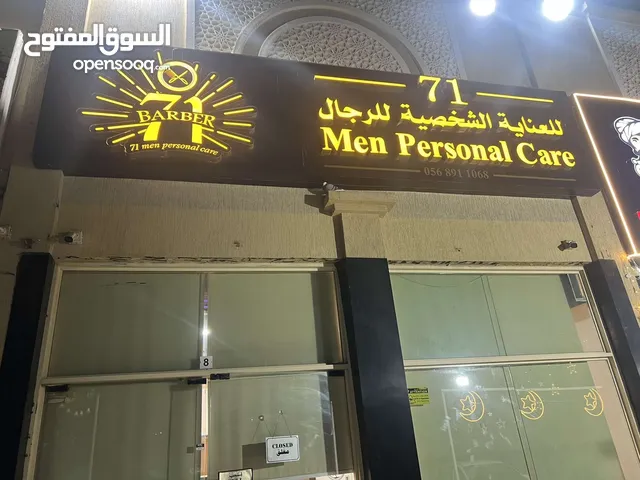 السوق المفتوح
opensooq.com
71
BARBER
71 men personal care
71
للعناية الشخصية للرجال
Men Personal Care
056 891 1068
8
CLOSED
مغلق